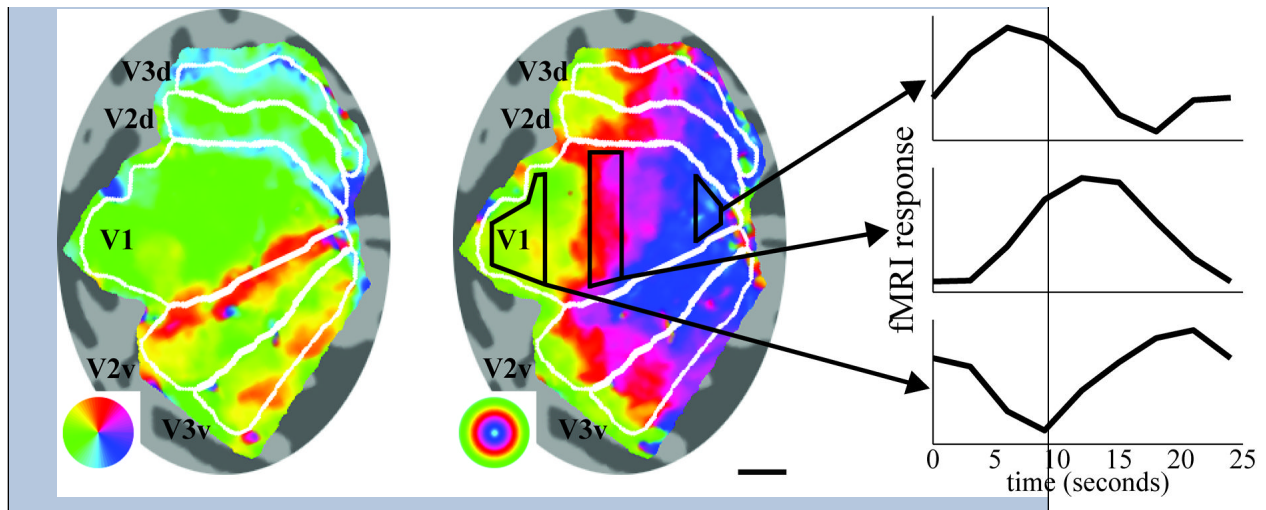 V3d
V2d
V1
V2v
V3v
V3d
V2d
V1
V2v
V3v
fMRI response
0 5 10 15 20 25
time (seconds)